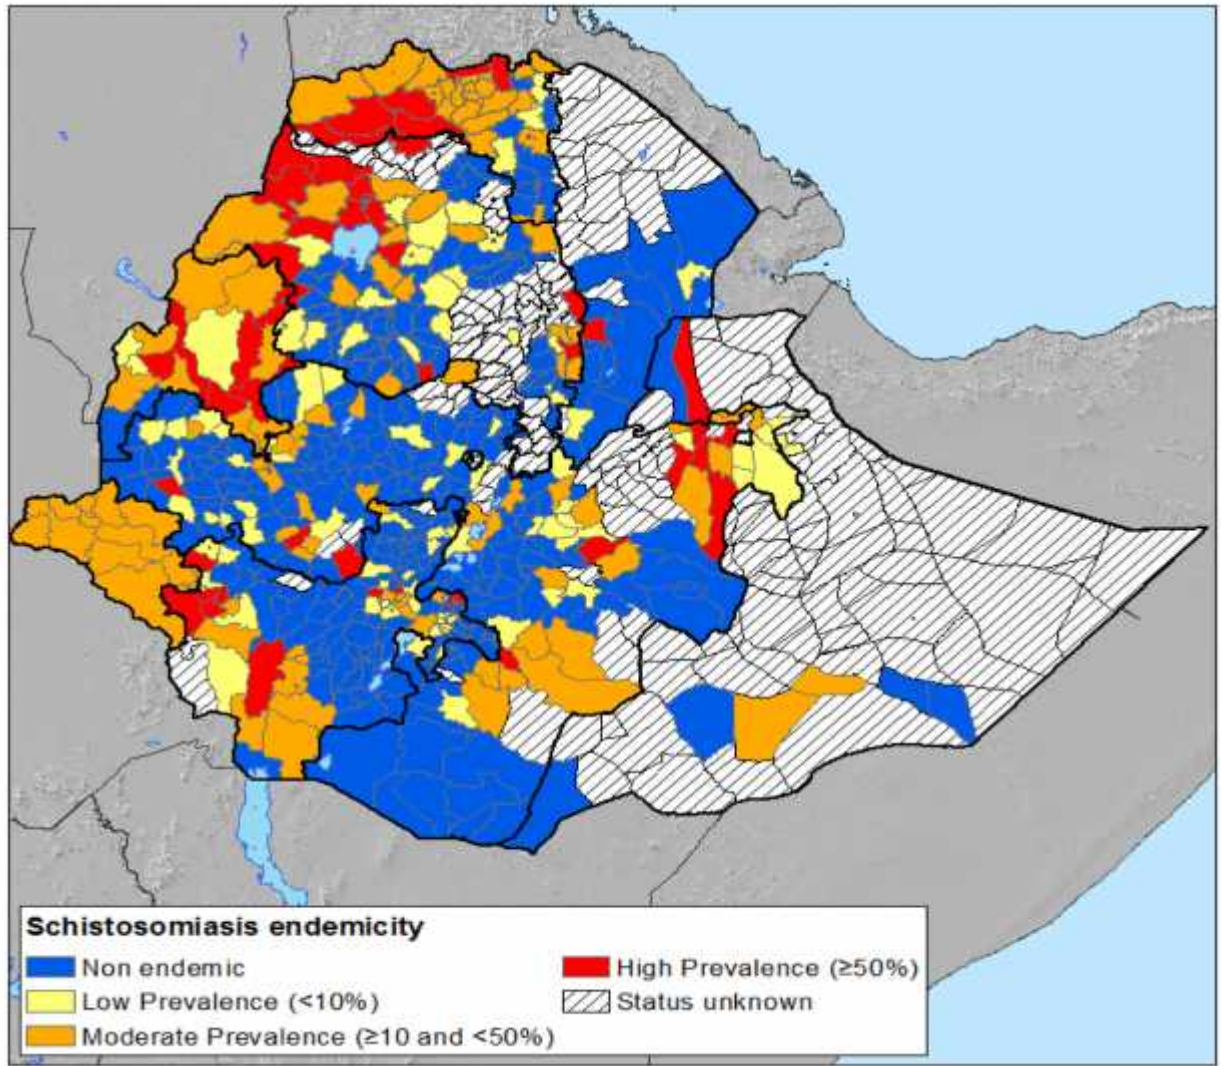 Schistosomiasis endemicity
Non endemic
Low Prevalence (<10%)
Moderate Prevalence (≥10 and <50%)
High Prevalence (≥50%)
Status unknown